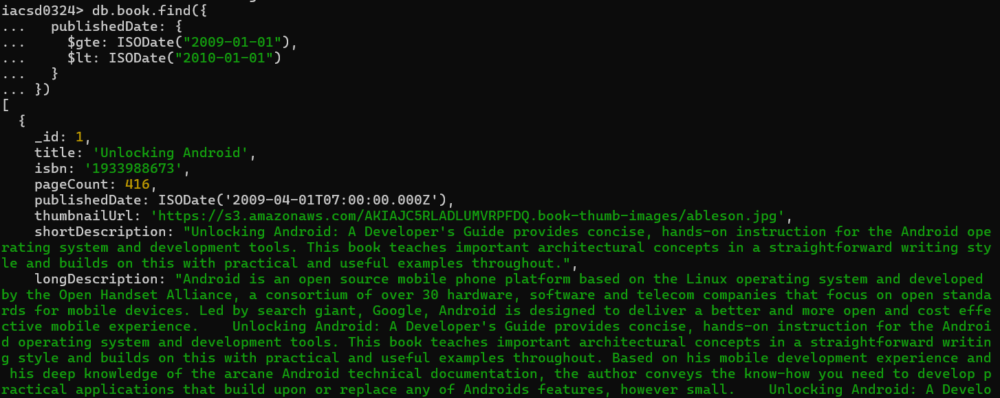 iacsd0324> db.book.find({
...   publishedDate: {
...     $gte: ISODate("2009-01-01"),
...     $lt: ISODate("2010-01-01")
...   }
... })
[
  {
    _id: 1,
    title: 'Unlocking Android',
    isbn: '1933988673',
    pageCount: 416,
    publishedDate: ISODate('2009-04-01T07:00:00.000Z'),
    thumbnailUrl: 'https://s3.amazonaws.com/AKIAJC5RLADLUMVRPFDQ.book-thumb-images/ableson.jpg',
    shortDescription: "Unlocking Android: A Developer's Guide provides concise, hands-on instruction for the Android ope
rating system and development tools. This book teaches important architectural concepts in a straightforward writing sty
le and builds on this with practical and useful examples throughout.",
    longDescription: "Android is an open source mobile phone platform based on the Linux operating system and developed
by the Open Handset Alliance, a consortium of over 30 hardware, software and telecom companies that focus on open standa
rds for mobile devices. Led by search giant, Google, Android is designed to deliver a better and more open and cost effe
ctive mobile experience.    Unlocking Android: A Developer's Guide provides concise, hands-on instruction for the Androi
d operating system and development tools. This book teaches important architectural concepts in a straightforward writin
g style and builds on this with practical and useful examples throughout. Based on his mobile development experience and
 his deep knowledge of the arcane Android technical documentation, the author conveys the know-how you need to develop p
ractical applications that build upon or replace any of Androids features, however small.    Unlocking Android: A Develo